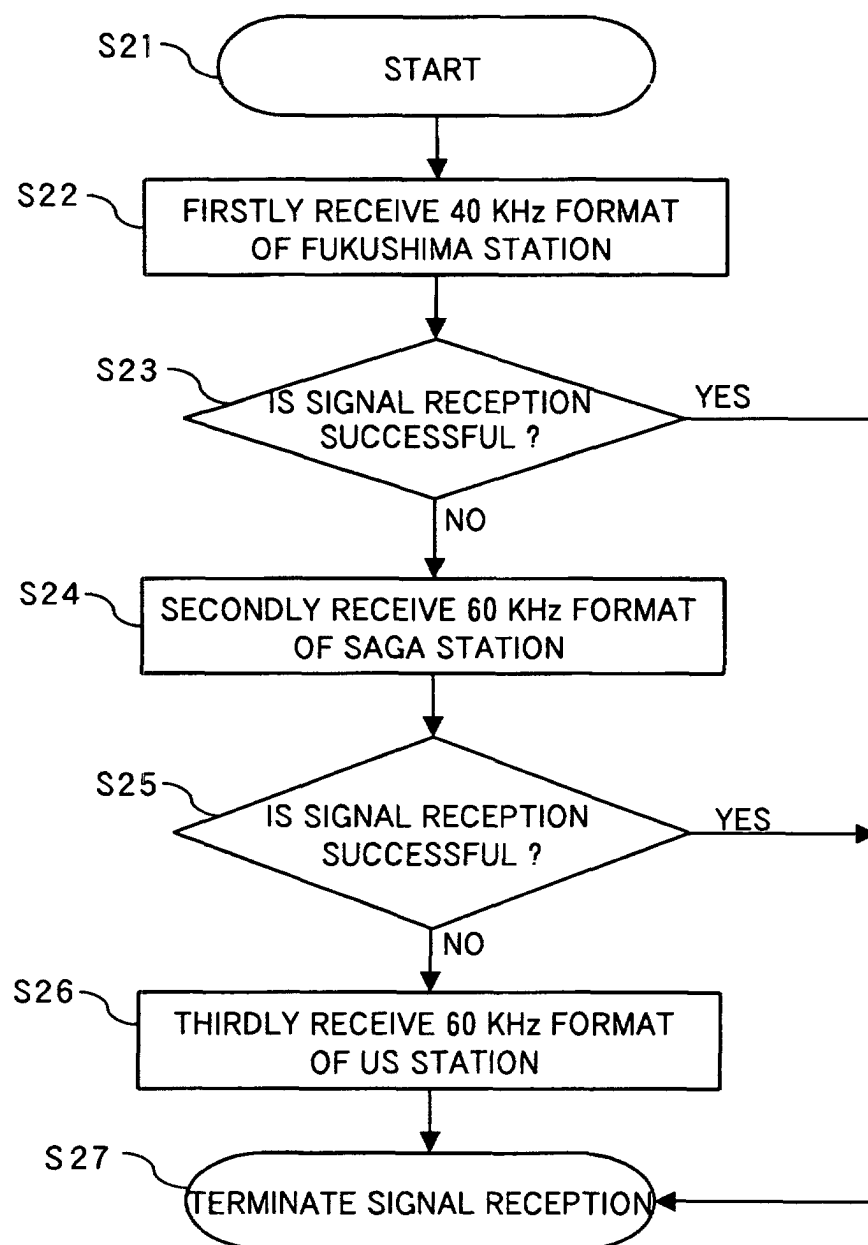 S21
START
S22
FIRSTLY RECEIVE 40 KHz FORMAT
OF FUKUSHIMA STATION
S23
IS SIGNAL RECEPTION
SUCCESSFUL ?
YES
NO
S24
SECONDLY RECEIVE 60 KHz FORMAT
OF SAGA STATION
S25
IS SIGNAL RECEPTION
SUCCESSFUL ?
YES
NO
S26
THIRDLY RECEIVE 60 KHz FORMAT
OF US STATION
S27
TERMINATE SIGNAL RECEPTION